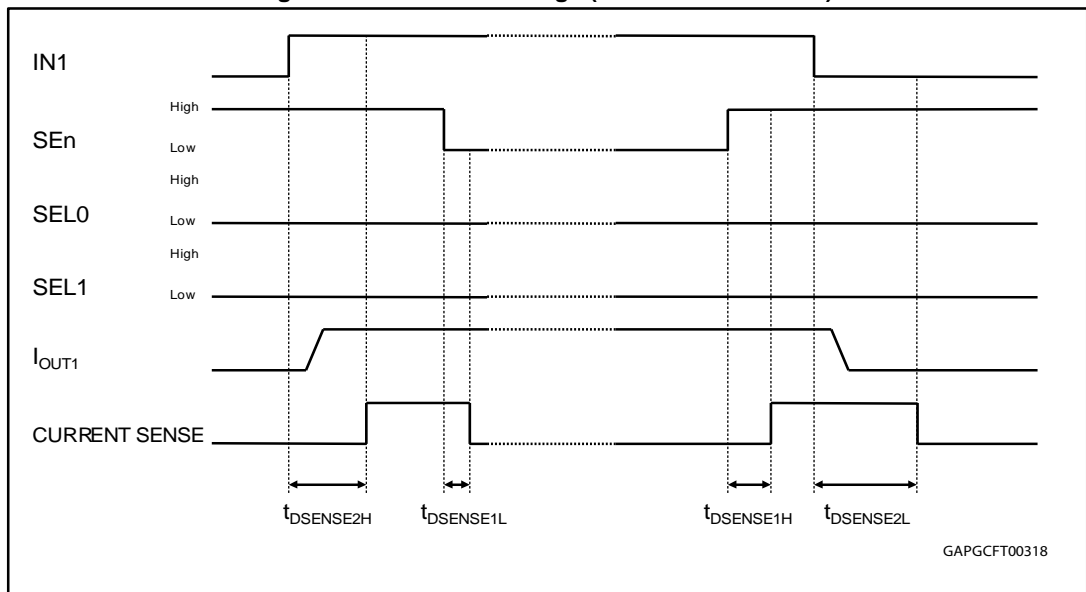 IN1
High
SEn
Low
High
SEL0
Low
High
SEL1
Low
IOUT1
CURRENT SENSE
tDSENSE2H tDSENSE1L tDSENSE1H tDSENSE2L
GAPGCFT00318